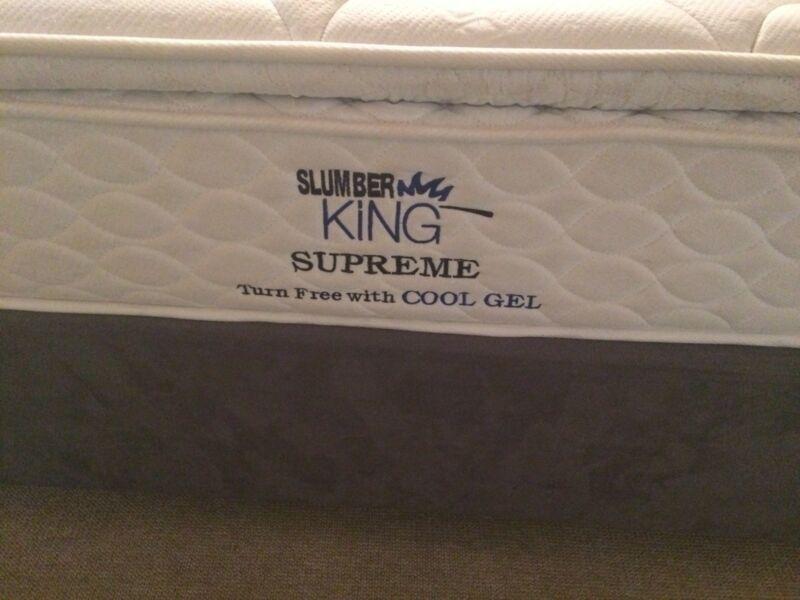 SLUMBER
KiNG
SUPREME
Turn Free with COOL GEL